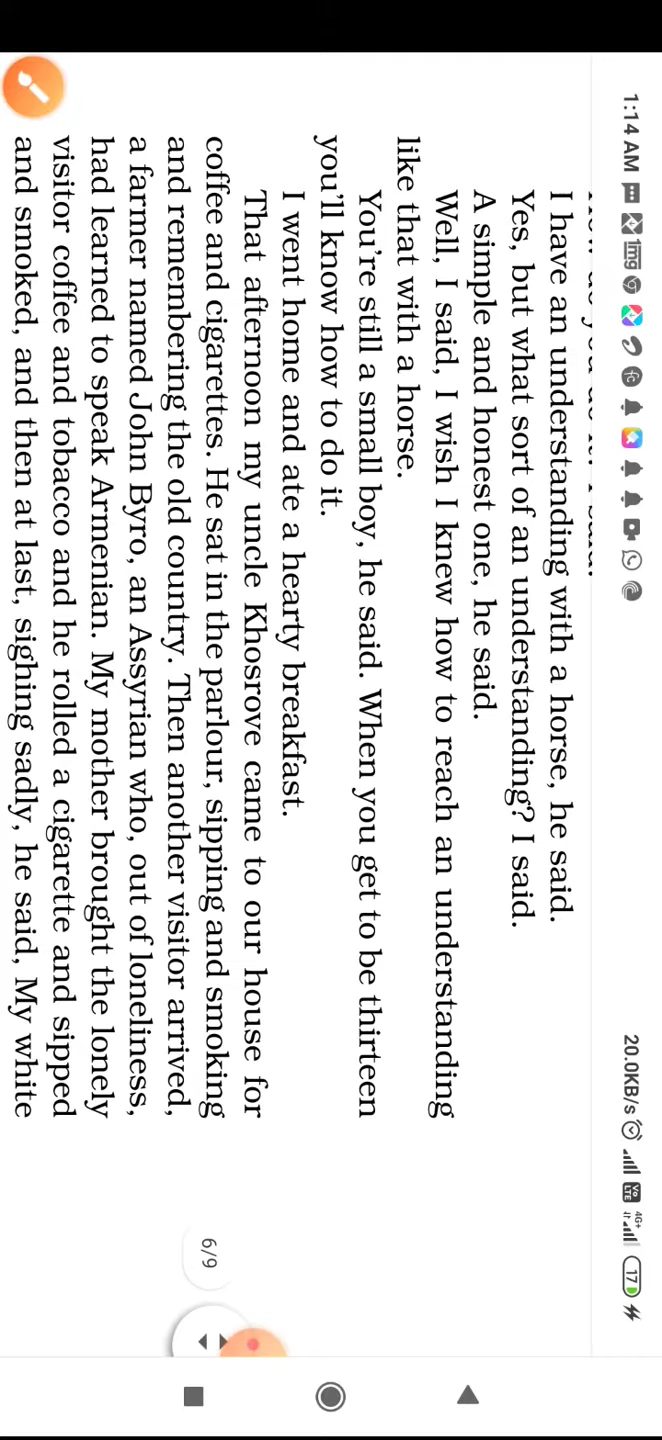 1:14 AM
20.0KB/s
4G+
17
I have an understanding with a horse, he said.
Yes, but what sort of an understanding? I said.
A simple and honest one, he said.
Well, I said, I wish I knew how to reach an understanding
like that with a horse.
You're still a small boy, he said. When you get to be thirteen
you'll know how to do it.
I went home and ate a hearty breakfast.
That afternoon my uncle Khosrove came to our house for
coffee and cigarettes. He sat in the parlour, sipping and smoking
and remembering the old country. Then another visitor arrived,
a farmer named John Byro, an Assyrian who, out of loneliness,
had learned to speak Armenian. My mother brought the lonely
visitor coffee and tobacco and he rolled a cigarette and sipped
and smoked, and then at last, sighing sadly, he said, My white
6/9